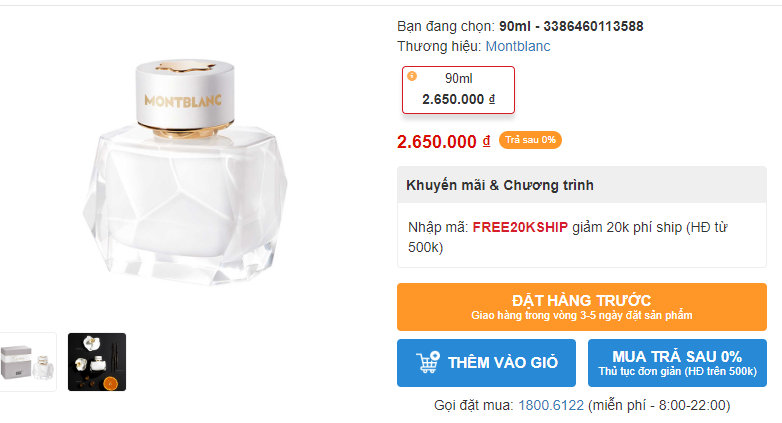 Bạn đang chọn: 90ml - 3386460113588
Thương hiệu: Montblanc
90ml
2.650.000 ₫
MONTBLANC
2.650.000 ₫ Trả sau 0%
Khuyến mãi & Chương trình
Nhập mã: FREE20KSHIP giảm 20k phí ship (HĐ từ
500k)
ĐẶT HÀNG TRƯỚC
Giao hàng trong vòng 3-5 ngày đặt sản phẩm
THÊM VÀO GIỎ
MUA TRẢ SAU 0%
Thủ tục đơn giản (HĐ trên 500k)
Gọi đặt mua: 1800.6122 (miễn phí - 8:00-22:00)